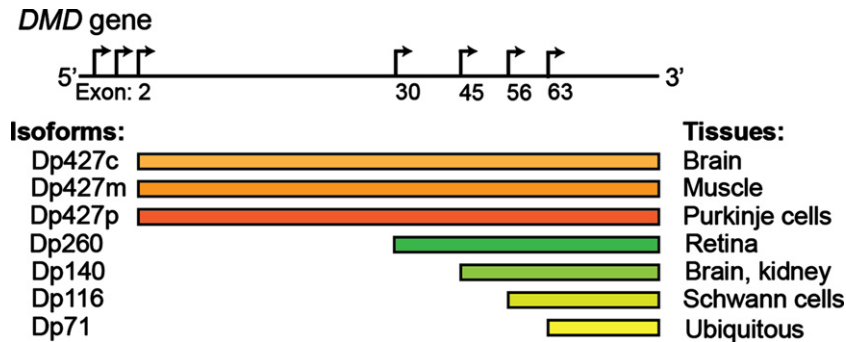 DMD gene
5’ 3’
Exon: 2 30 45 56 63
Isoforms: Tissues:
Dp427c Brain
Dp427m Muscle
Dp427p Purkinje cells
Dp260 Retina
Dp140 Brain, kidney
Dp116 Schwann cells
Dp71 Ubiquitous